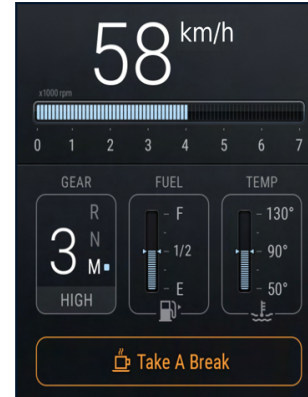 58 km/h
x1000 rpm
0 1 2 3 4 5 6 7
GEAR FUEL TEMP
R F 130°
3 N 1/2 90°
M E 50°
HIGH
Take A Break